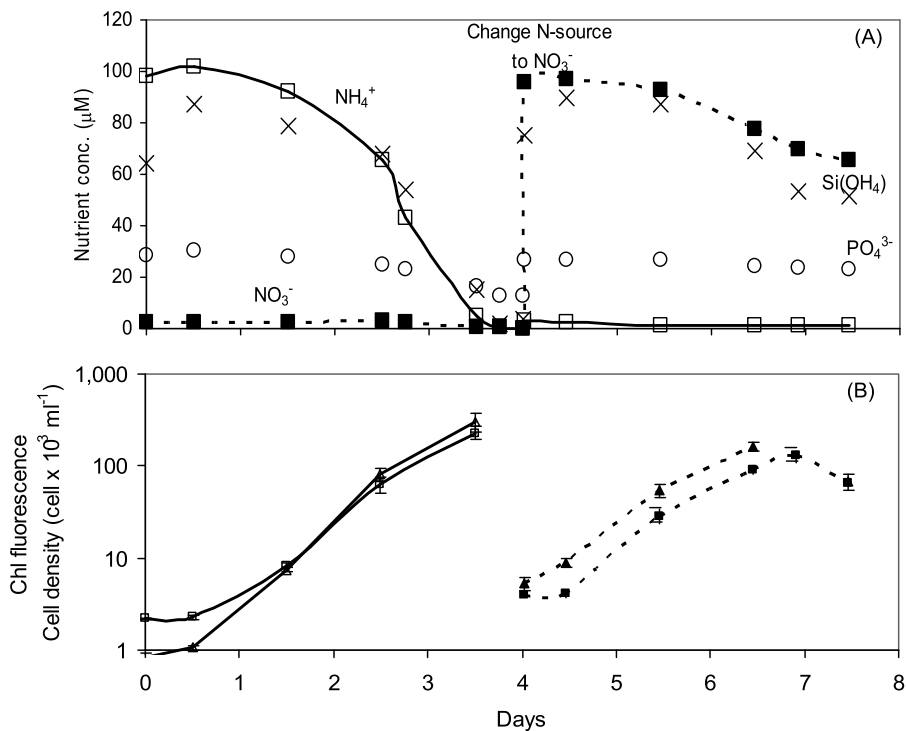 120
100
80
60
40
20
0
Nutrient conc. (μM)
Change N-source
to NO₃⁻
(A)
NH₄⁺
NO₃⁻
Si(OH₄)
PO₄³⁻
1,000
100
10
1
Chl fluorescence
Cell density (cell x 10³ ml⁻¹)
(B)
0 1 2 3 4 5 6 7 8
Days